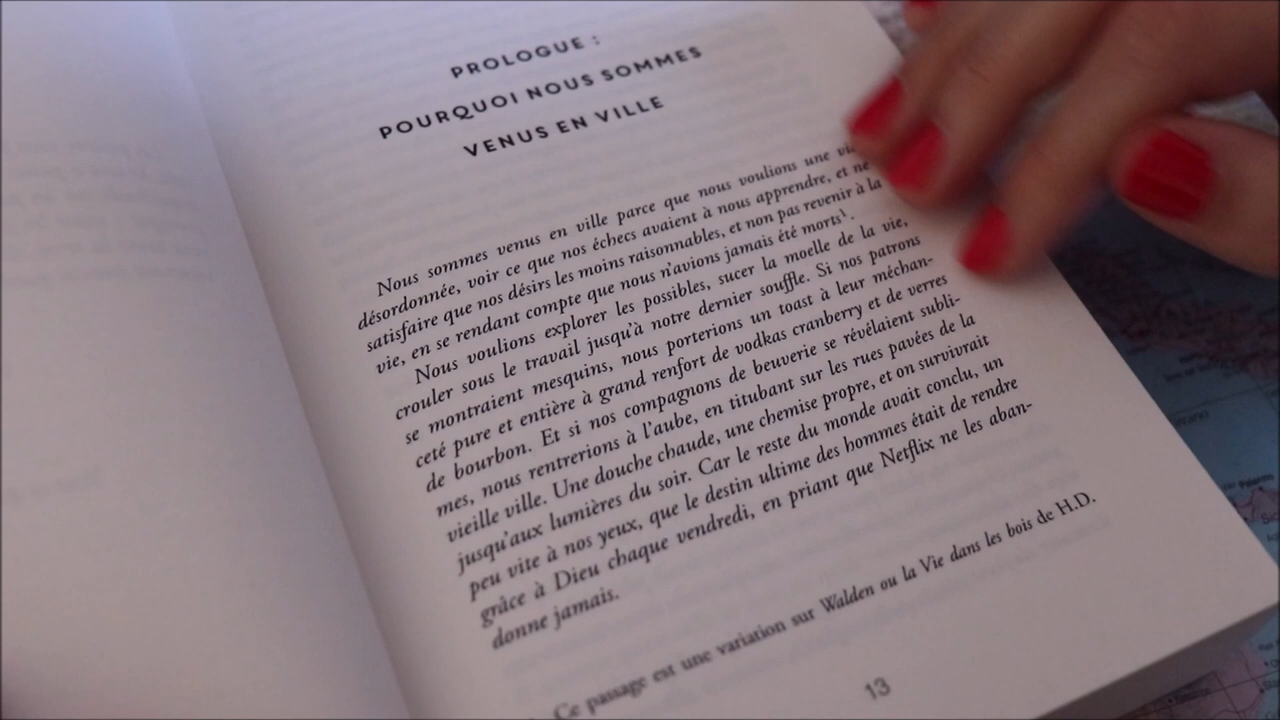 PROLOGUE :
POURQUOI NOUS SOMMES
VENUS EN VILLE
Nous sommes venus en ville parce que nous voulions une
désordonnée, voir ce que nos échecs avaient à nous apprendre, et ne
satisfaire que nos désirs les moins raisonnables, et non pas revenir à la
vie, en se rendant compte que nous n'avions jamais été morts¹.
Nous voulions explorer les possibles, sucer la moelle de la vie,
crouler sous le travail jusqu'à notre dernier souffle. Si nos patrons
se montraient mesquins, nous porterions un toast à leur méchan-
ceté pure et entière à grand renfort de vodkas cranberry et de verres
de bourbon. Et si nos compagnons de beuverie se révélaient subli-
mes, nous rentrerions à l'aube, en titubant sur les rues pavées de la
vieille ville. Une douche chaude, une chemise propre, et on survivrait
jusqu'aux lumières du soir. Car le reste du monde avait conclu, un
peu vite à nos yeux, que le destin ultime des hommes était de rendre
grâce à Dieu chaque vendredi, en priant que Netflix ne les aban-
donne jamais.
Ce passage est une variation sur Walden ou la Vie dans les bois de H.D.
13
Palermo